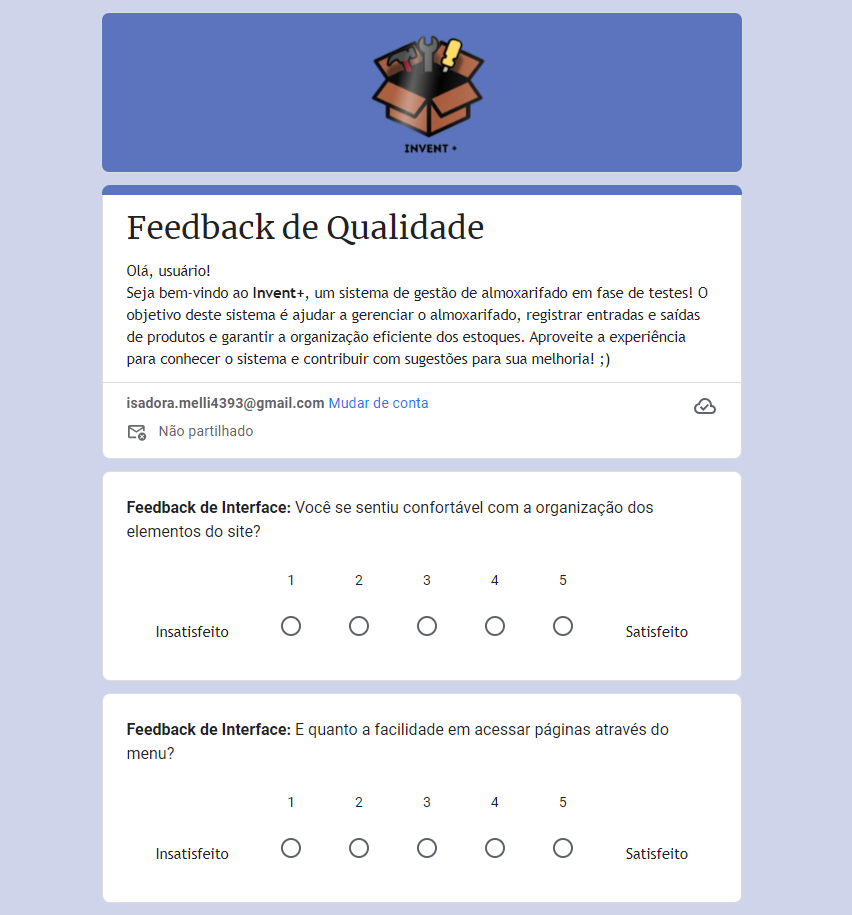 INVENT +
Feedback de Qualidade
Olá, usuário!
Seja bem-vindo ao Invent+, um sistema de gestão de almoxarifado em fase de testes! O
objetivo deste sistema é ajudar a gerenciar o almoxarifado, registrar entradas e saídas
de produtos e garantir a organização eficiente dos estoques. Aproveite a experiência
para conhecer o sistema e contribuir com sugestões para sua melhoria! ;)
isadora.melli4393@gmail.com Mudar de conta
Não partilhado
Feedback de Interface: Você se sentiu confortável com a organização dos
elementos do site?
1 2 3 4 5
Insatisfeito Satisfeito
Feedback de Interface: E quanto a facilidade em acessar páginas através do
menu?
1 2 3 4 5
Insatisfeito Satisfeito